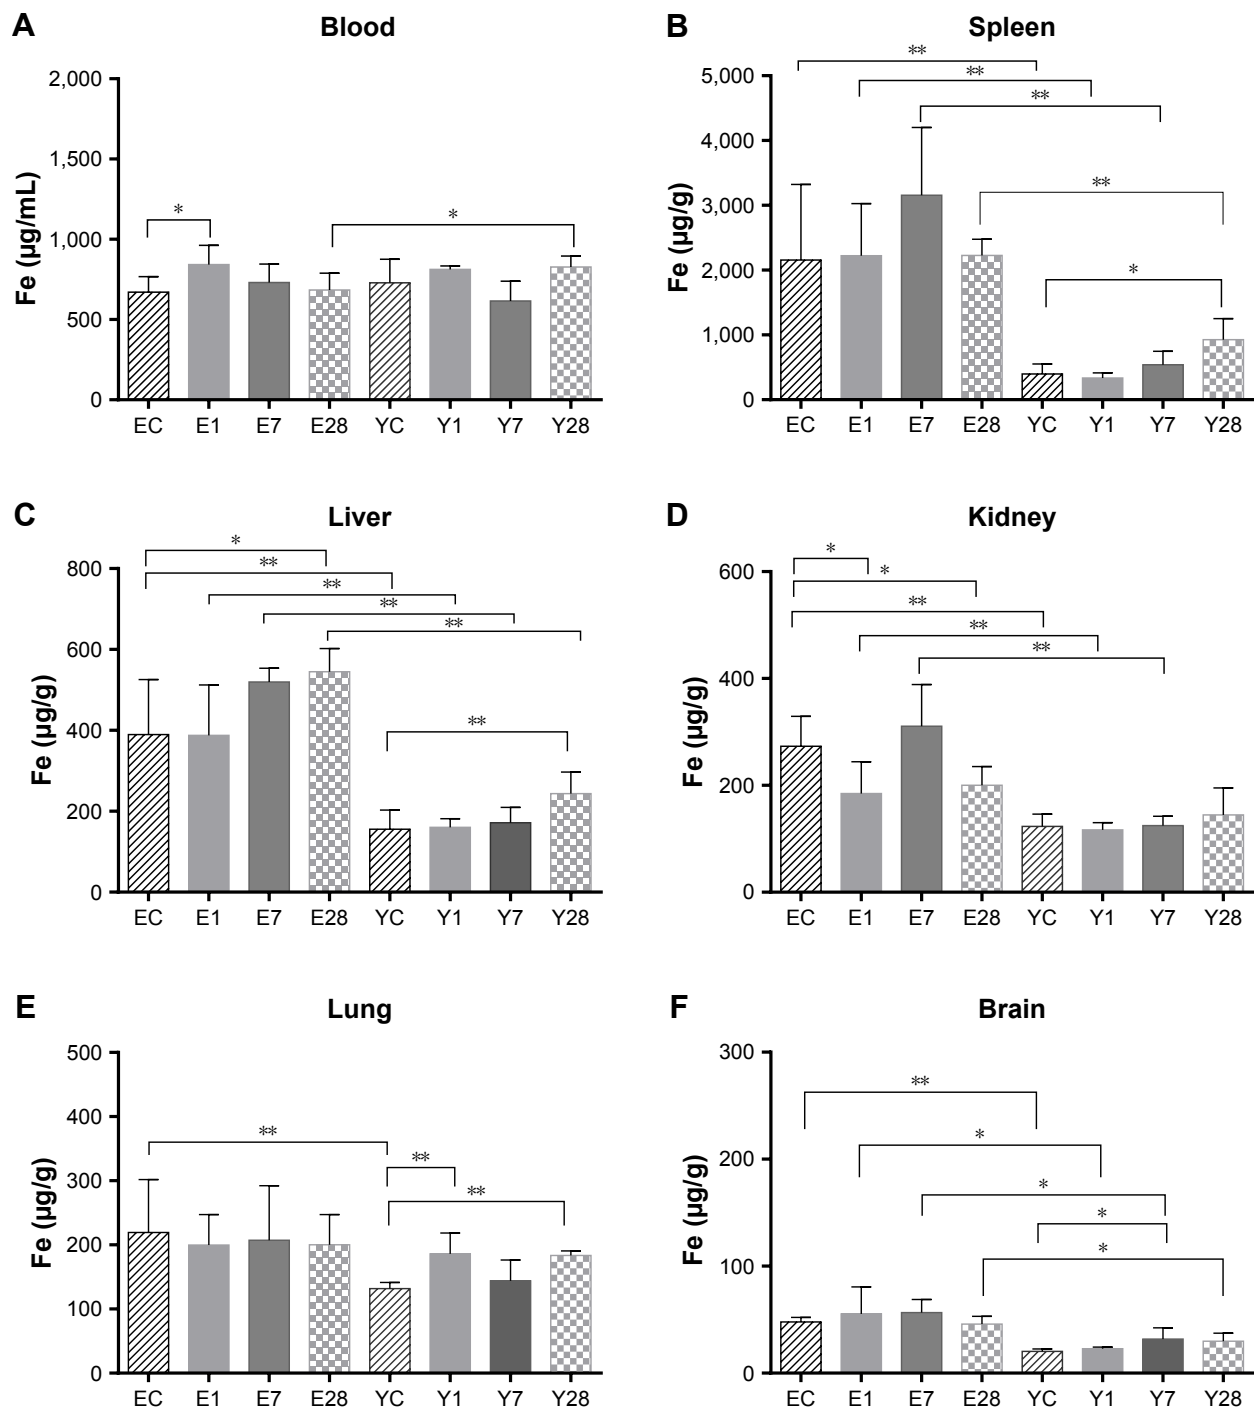 A
Blood
Fe (µg/mL)
2,000
1,500
1,000
500
0
*
*
EC E1 E7 E28 YC Y1 Y7 Y28
B
Spleen
Fe (µg/g)
5,000
4,000
3,000
2,000
1,000
0
**
**
**
**
*
EC E1 E7 E28 YC Y1 Y7 Y28
C
Liver
Fe (µg/g)
800
600
400
200
0
*
**
**
**
**
**
EC E1 E7 E28 YC Y1 Y7 Y28
D
Kidney
Fe (µg/g)
600
400
200
0
*
*
**
**
**
EC E1 E7 E28 YC Y1 Y7 Y28
E
Lung
Fe (µg/g)
500
400
300
200
100
0
**
**
**
EC E1 E7 E28 YC Y1 Y7 Y28
F
Brain
Fe (µg/g)
300
200
100
0
**
*
*
*
*
EC E1 E7 E28 YC Y1 Y7 Y28